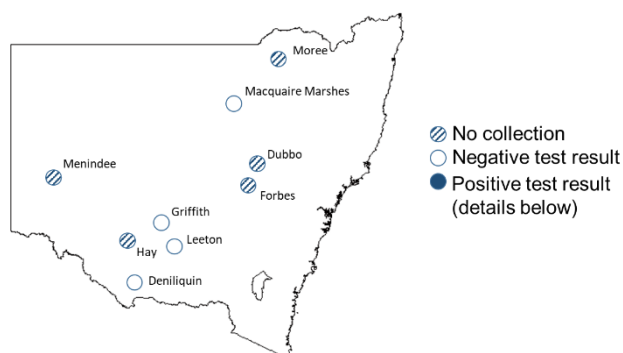 Moree
Macquaire Marshes
Dubbo
Menindee
Forbes
Griffith
Leeton
Hay
Deniliquin
No collection
Negative test result
Positive test result
(details below)